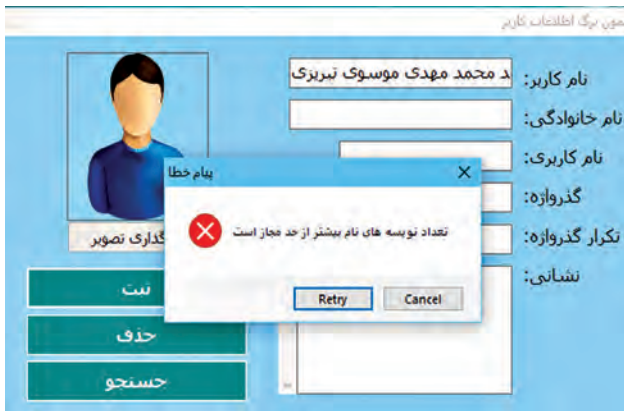 مون برگ اطلاعات کاربر
نام کاربر:
د محمد مهدی موسوی تبریزی
نام خانوادگی:
نام کاربری:
گذرواژه:
تکرار گذرواژه:
نشانی:
گذاری تصویر
ثبت
حذف
جستجو
پیام خطا
تعداد نویسه های نام بیشتر از حد مجاز است
Retry
Cancel